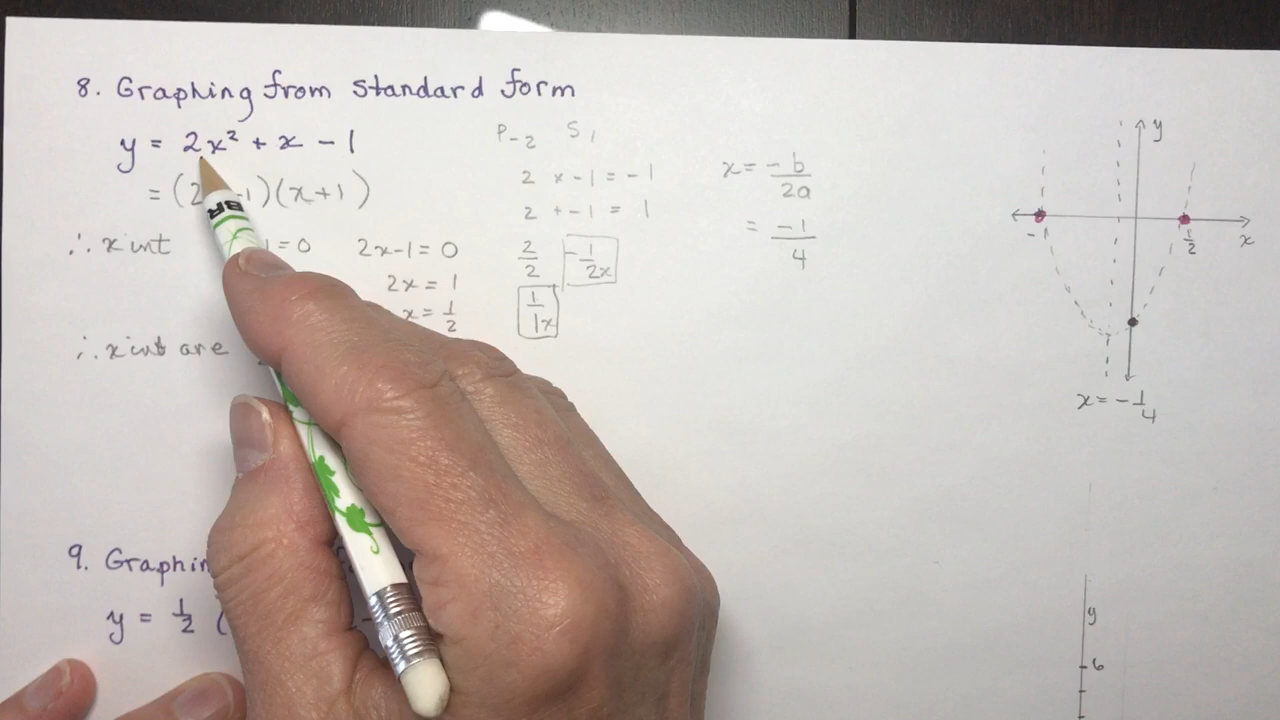 8. Graphing from standard form
y = 2x² + x - 1
= (2 -1)(x+1)
∴ x int 1 = 0 2x-1 = 0
2x = 1
x = 1/2
∴ x int are
P -2 S 1
2 × -1 = -1
2 + -1 = 1
2/2 -1/2x
1/1x
x = -b/2a
= -1/4
y
x
-
1/2
x = -1/4
9. Graphin
y = 1/2 (
y
6
BR